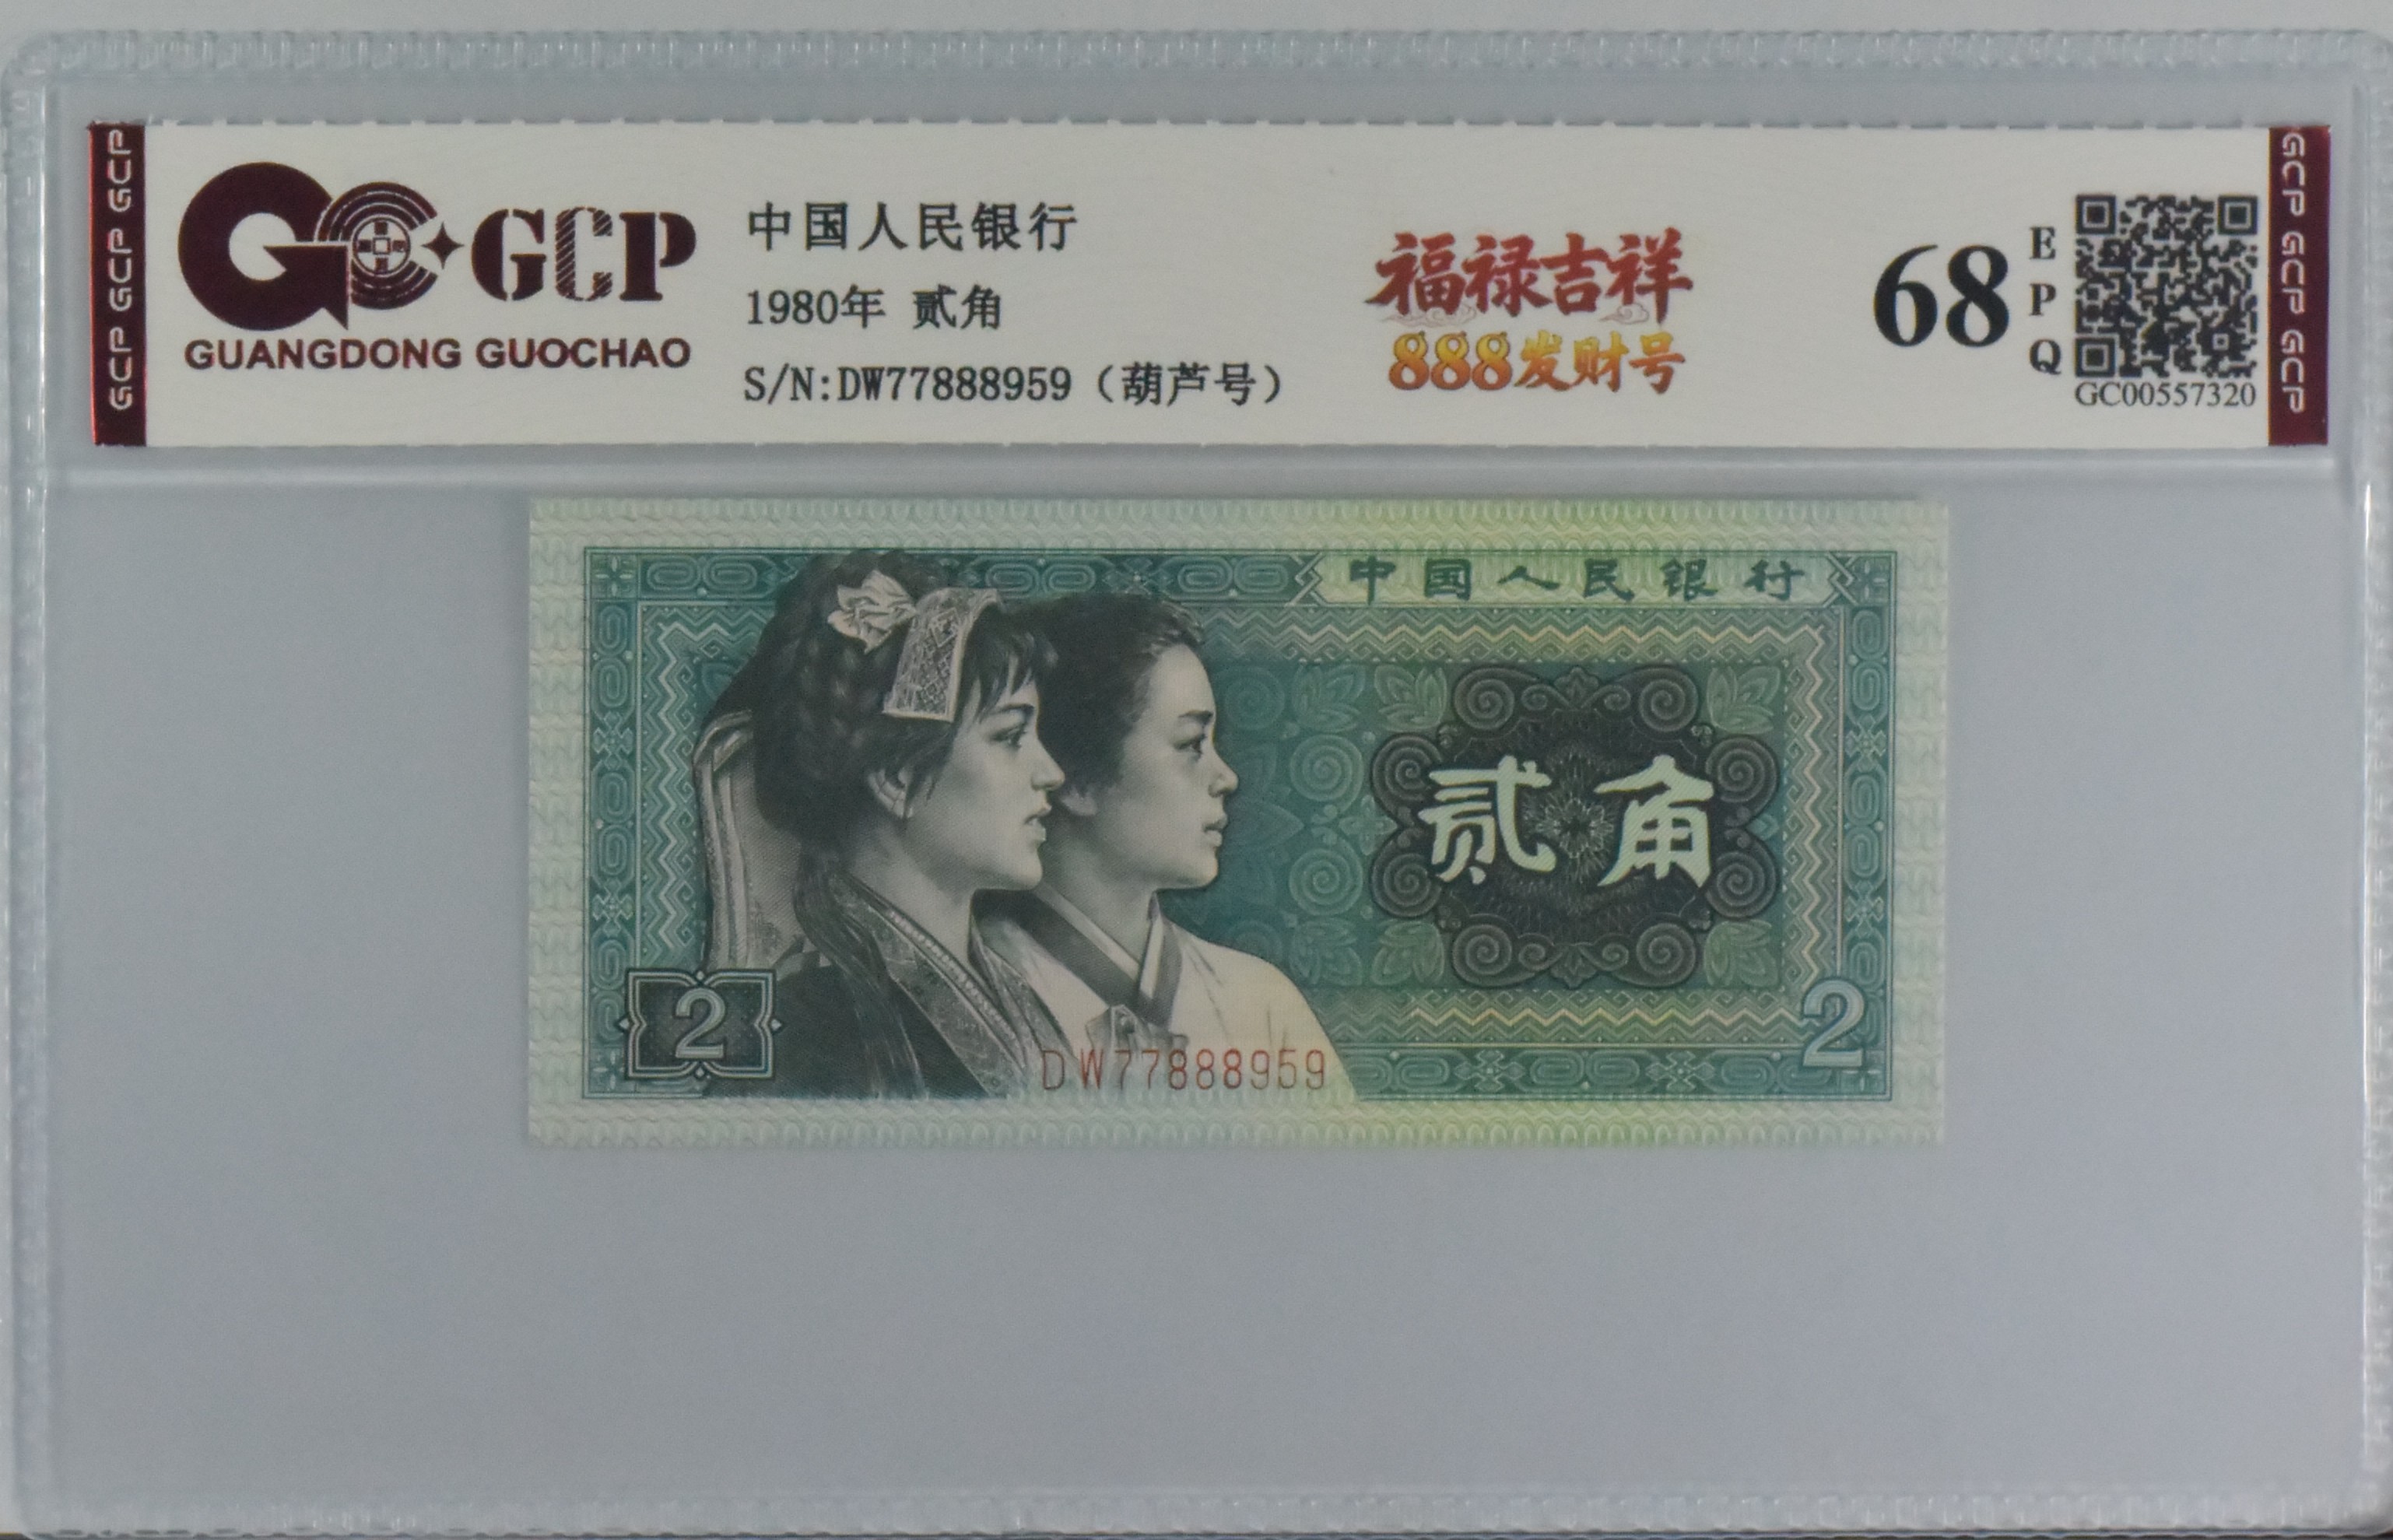 GCP GCP GCP
GCP
GUANGDONG GUOCHAO
中国人民银行
1980年 贰角
S/N:DW77888959（葫芦号）
福禄吉祥
888发财号
68
E
P
Q
GC00557320
GCP GCP GCP
中国人民银行
贰角
2
DW77888959
2